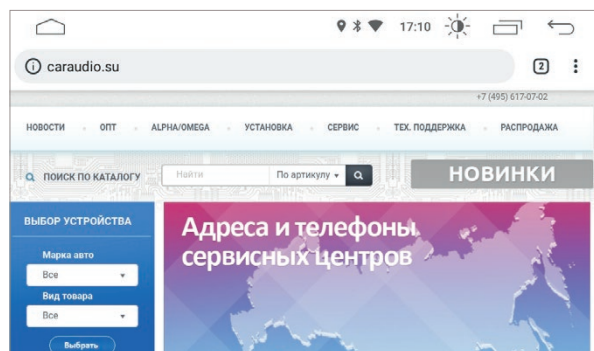 17:10
caraudio.su
2
+7 (495) 617-07-02
НОВОСТИ ОПТ ALPHA/OMEGA УСТАНОВКА СЕРВИС ТЕХ. ПОДДЕРЖКА РАСПРОДАЖА
ПОИСК ПО КАТАЛОГУ Найти По артикулу НОВИНКИ
ВЫБОР УСТРОЙСТВА
Марка авто
Все
Вид товара
Все
Выбрать
Адреса и телефоны
сервисных центров